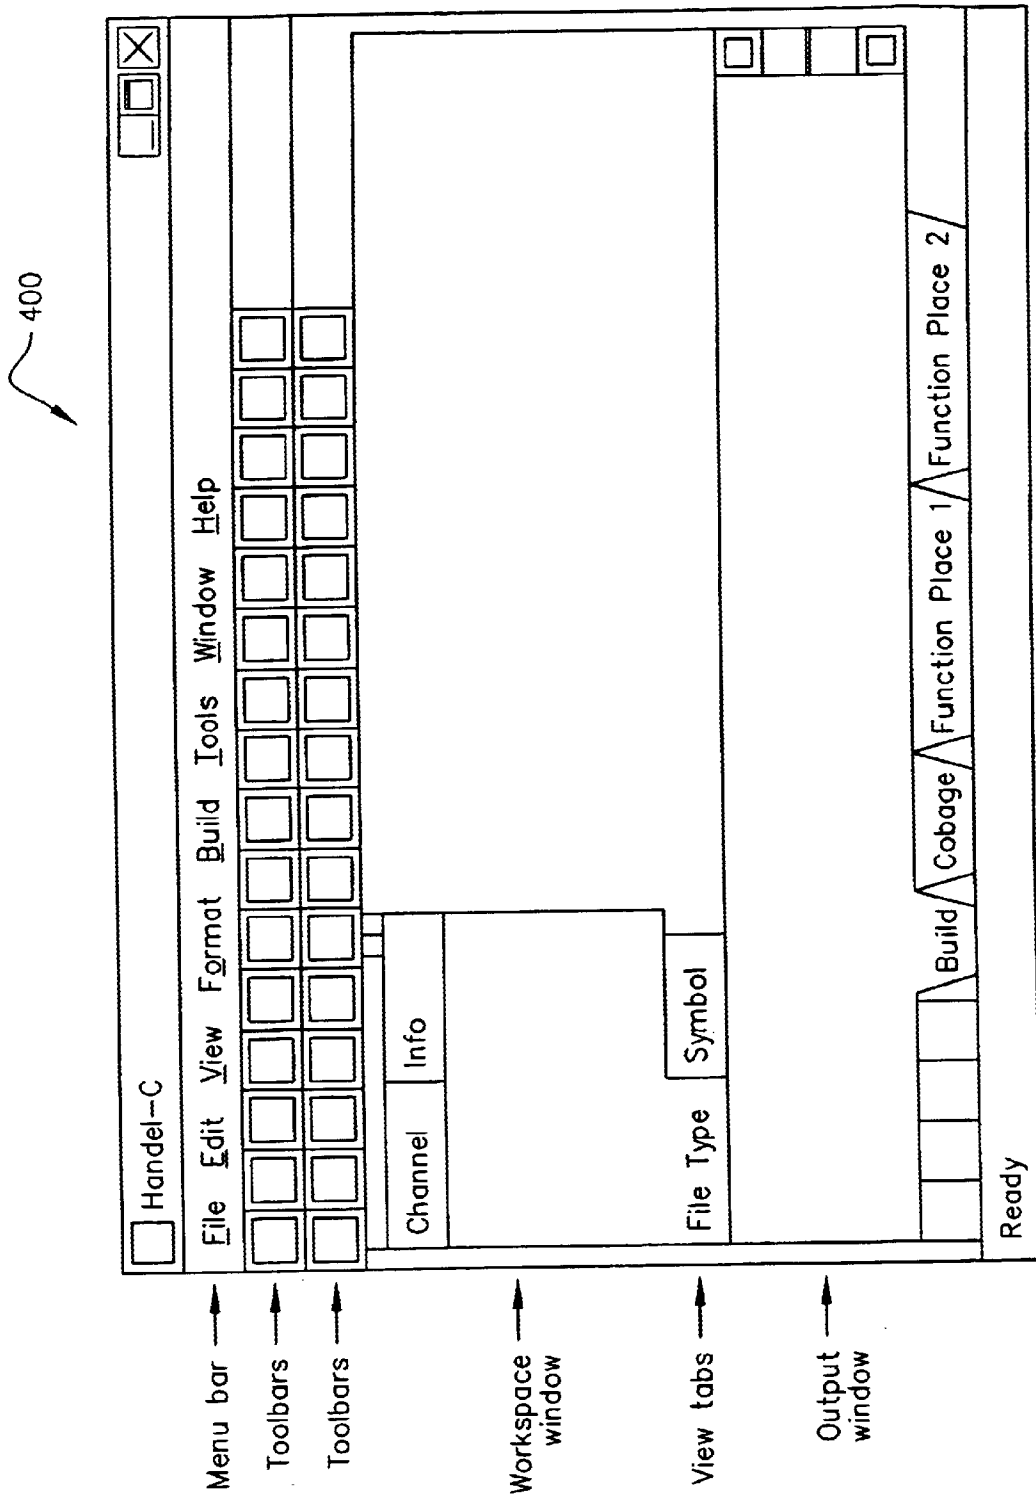 400
Handel-C
Menu bar
File Edit View Format Build Tools Window Help
Toolbars
Toolbars
Channel Info
Workspace
window
View tabs
File Type Symbol
Output
window
Build Cobage Function Place 1 Function Place 2
Ready